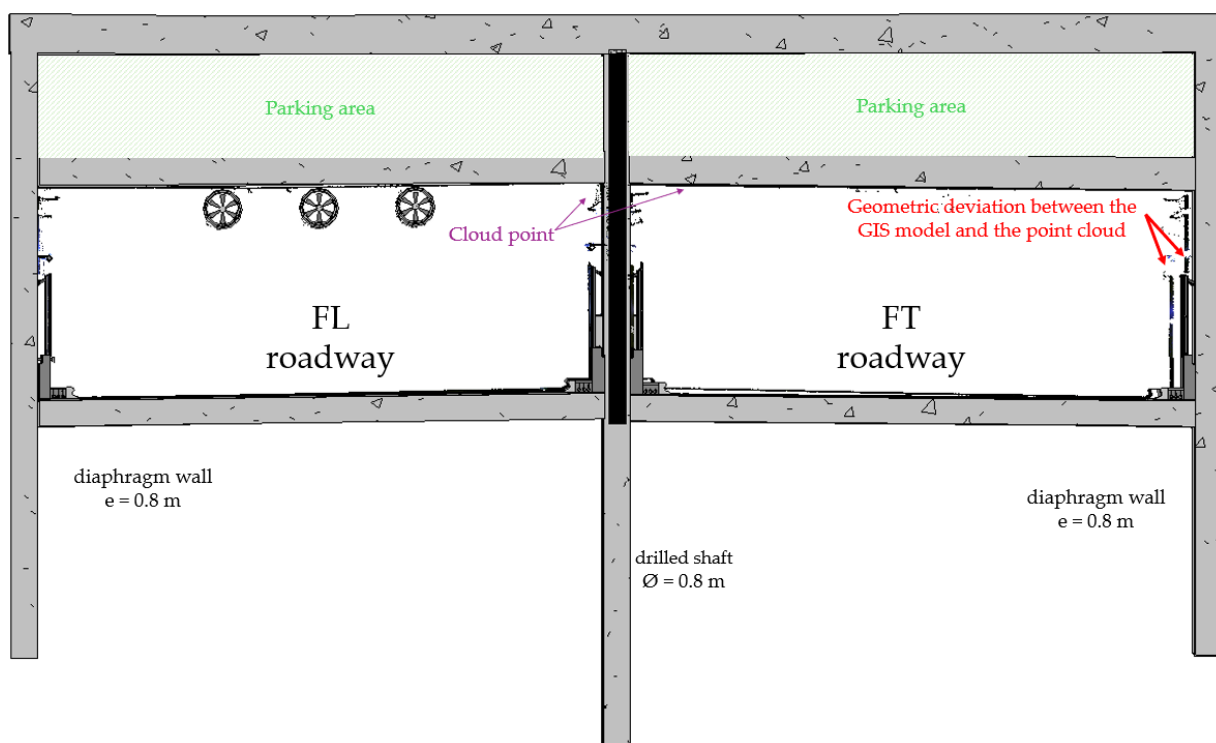 Parking area
Parking area
Cloud point
Geometric deviation between the
GIS model and the point cloud
FL
roadway
FT
roadway
diaphragm wall
e = 0.8 m
diaphragm wall
e = 0.8 m
drilled shaft
Ø = 0.8 m